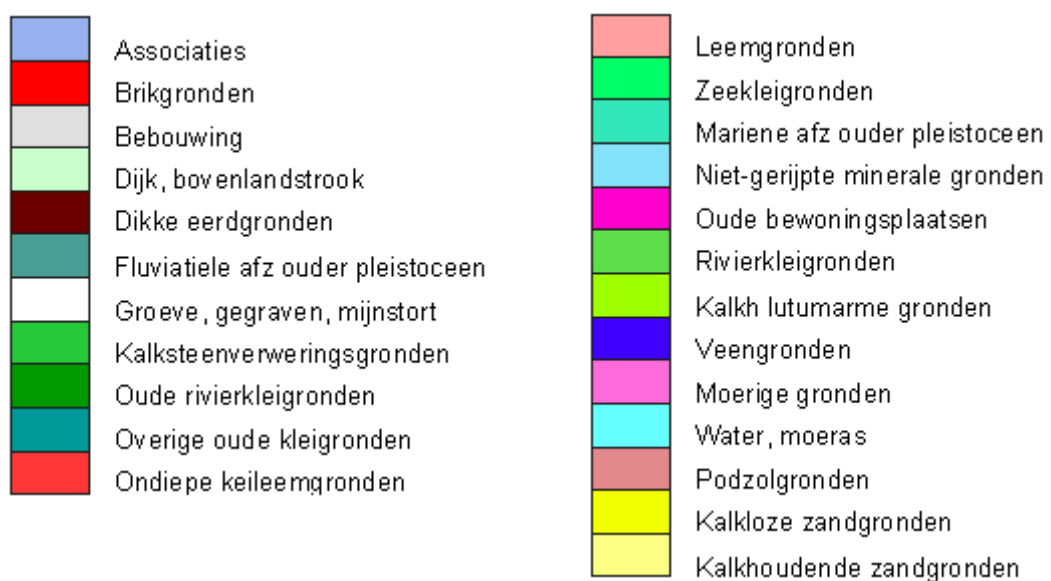 Associaties
Brikgronden
Bebouwing
Dijk, bovenlandstrook
Dikke eerdgronden
Fluviatiele afz ouder pleistoceen
Groeve, gegraven, mijnstort
Kalksteenverweringsgronden
Oude rivierkleigronden
Overige oude kleigronden
Ondiepe keileemgronden
Leemgronden
Zeekleigronden
Mariene afz ouder pleistoceen
Niet-gerijpte minerale gronden
Oude bewoningsplaatsen
Rivierkleigronden
Kalkh lutumarme gronden
Veengronden
Moerige gronden
Water, moeras
Podzolgronden
Kalkloze zandgronden
Kalkhoudende zandgronden